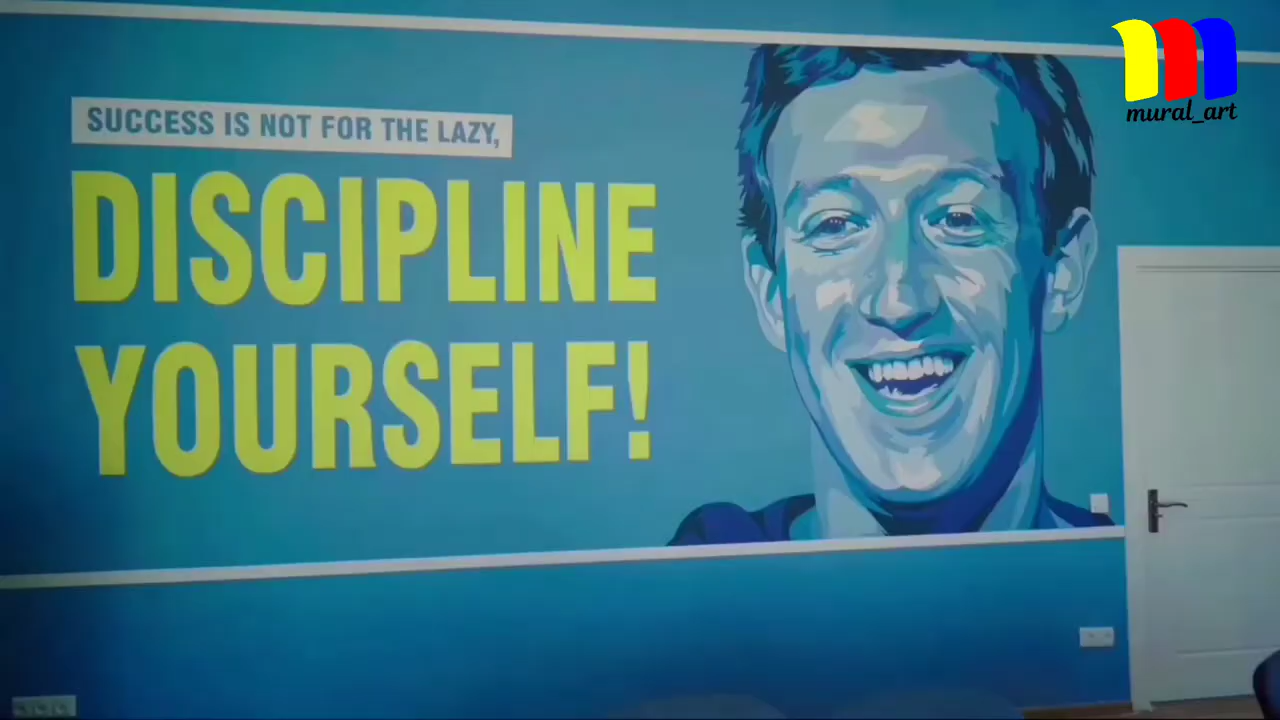 SUCCESS IS NOT FOR THE LAZY,
DISCIPLINE
YOURSELF!
mural_art